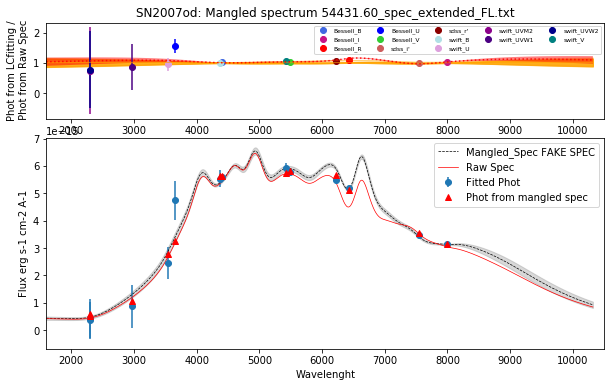 SN2007od: Mangled spectrum 54431.60_spec_extended_FL.txt
Phot from LCfitting /
Phot from Raw Spec
2
1
0
Bessell_B
Bessell_I
Bessell_R
Bessell_U
Bessell_V
sdss_i'
sdss_r'
swift_B
swift_U
swift_UVM2
swift_UVW1
swift_UVW2
swift_V
2000 3000 4000 5000 6000 7000 8000 9000 10000
1e−15
Flux erg s-1 cm-2 A-1
7
6
5
4
3
2
1
0
Mangled_Spec FAKE SPEC
Raw Spec
Fitted Phot
Phot from mangled spec
2000 3000 4000 5000 6000 7000 8000 9000 10000
Wavelenght